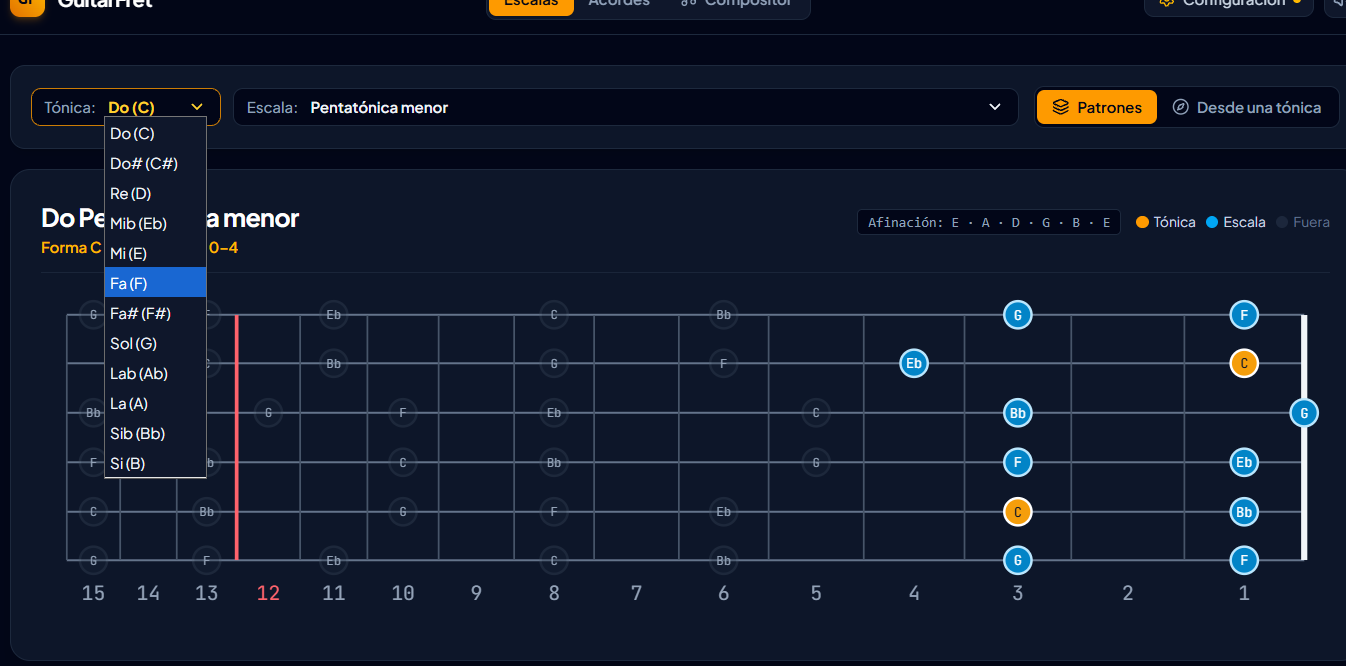 GuitarFret
Escalas Acordes Compositor Configuración
Tónica: Do (C) Escala: Pentatónica menor Patrones Desde una tónica
Do (C)
Do# (C#)
Re (D)
Mib (Eb)
Mi (E)
Fa (F)
Fa# (F#)
Sol (G)
Lab (Ab)
La (A)
Sib (Bb)
Si (B)
Do Pe a menor
Forma C 0–4
Afinación: E · A · D · G · B · E Tónica Escala Fuera
G Eb C Bb G F
Bb G F Eb C
Bb G F Eb C Bb G
F b C Bb G F Eb
C Bb G F Eb C Bb
G F Eb C Bb G F
15 14 13 12 11 10 9 8 7 6 5 4 3 2 1